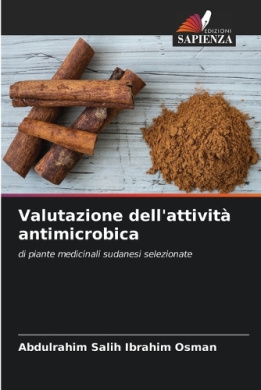 EDIZIONI
SAPIENZA
Valutazione dell'attività
antimicrobica
di piante medicinali sudanesi selezionate
Abdulrahim Salih Ibrahim Osman